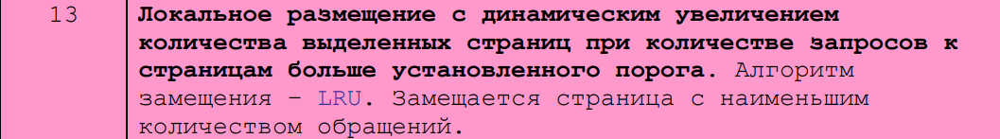 13
Локальное размещение с динамическим увеличением
количества выделенных страниц при количестве запросов к
страницам больше установленного порога. Алгоритм
замещения – LRU. Замещается страница с наименьшим
количеством обращений.